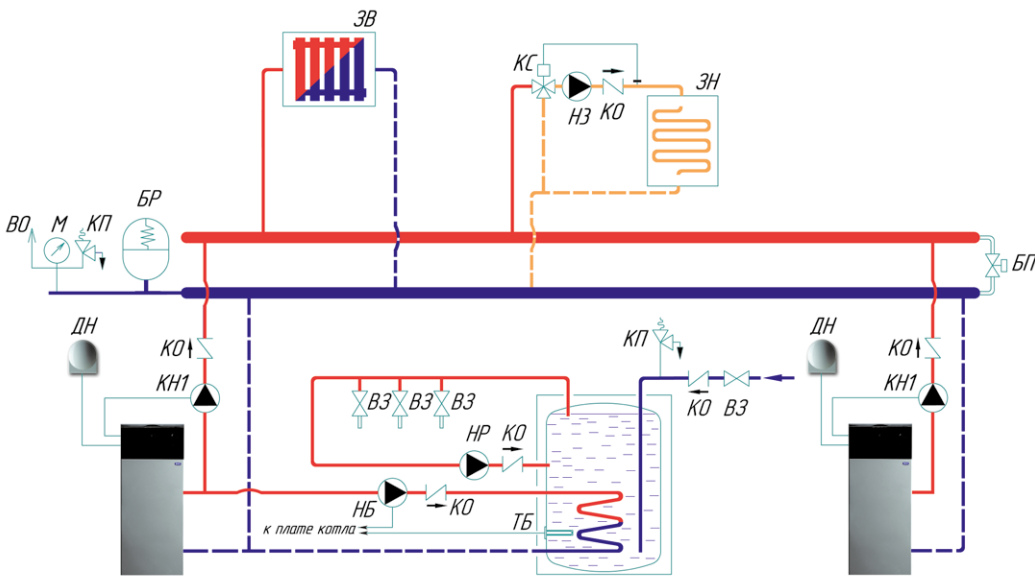 ЗВ
КС
НЗ
КО
ЗН
ВО
М
КП
БР
БП
ДН
КО
КН1
ВЗ
ВЗ
ВЗ
НР
КО
КП
КО
ВЗ
ДН
КО
КН1
НБ
КО
ТБ
к плате котла